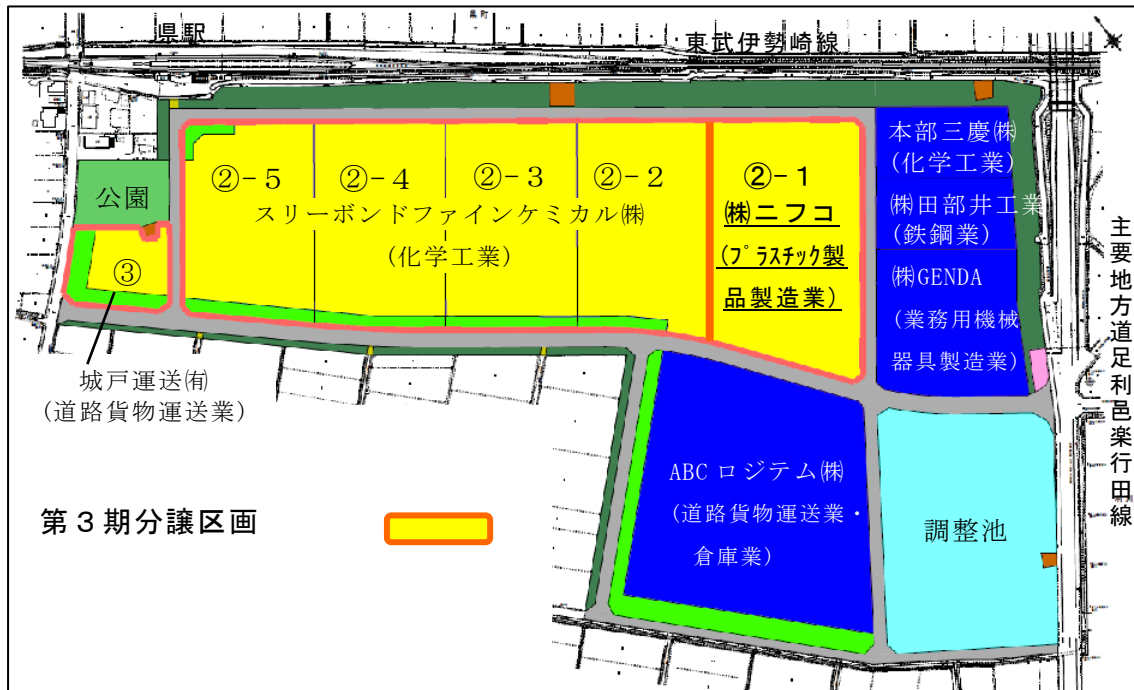 県駅
県町
東武伊勢崎線
公園
③
②-5
②-4
②-3
②-2
スリーボンドファインケミカル㈱
(化学工業)
②-1
㈱ニフコ
(プラスチック製
品製造業)
本部三慶㈱
(化学工業)
㈱田部井工業
(鉄鋼業)
㈱GENDA
(業務用機械
器具製造業)
主要地方道足利邑楽行田線
城戸運送㈲
(道路貨物運送業)
ABCロジテム㈱
(道路貨物運送業・
倉庫業)
調整池
第3期分譲区画